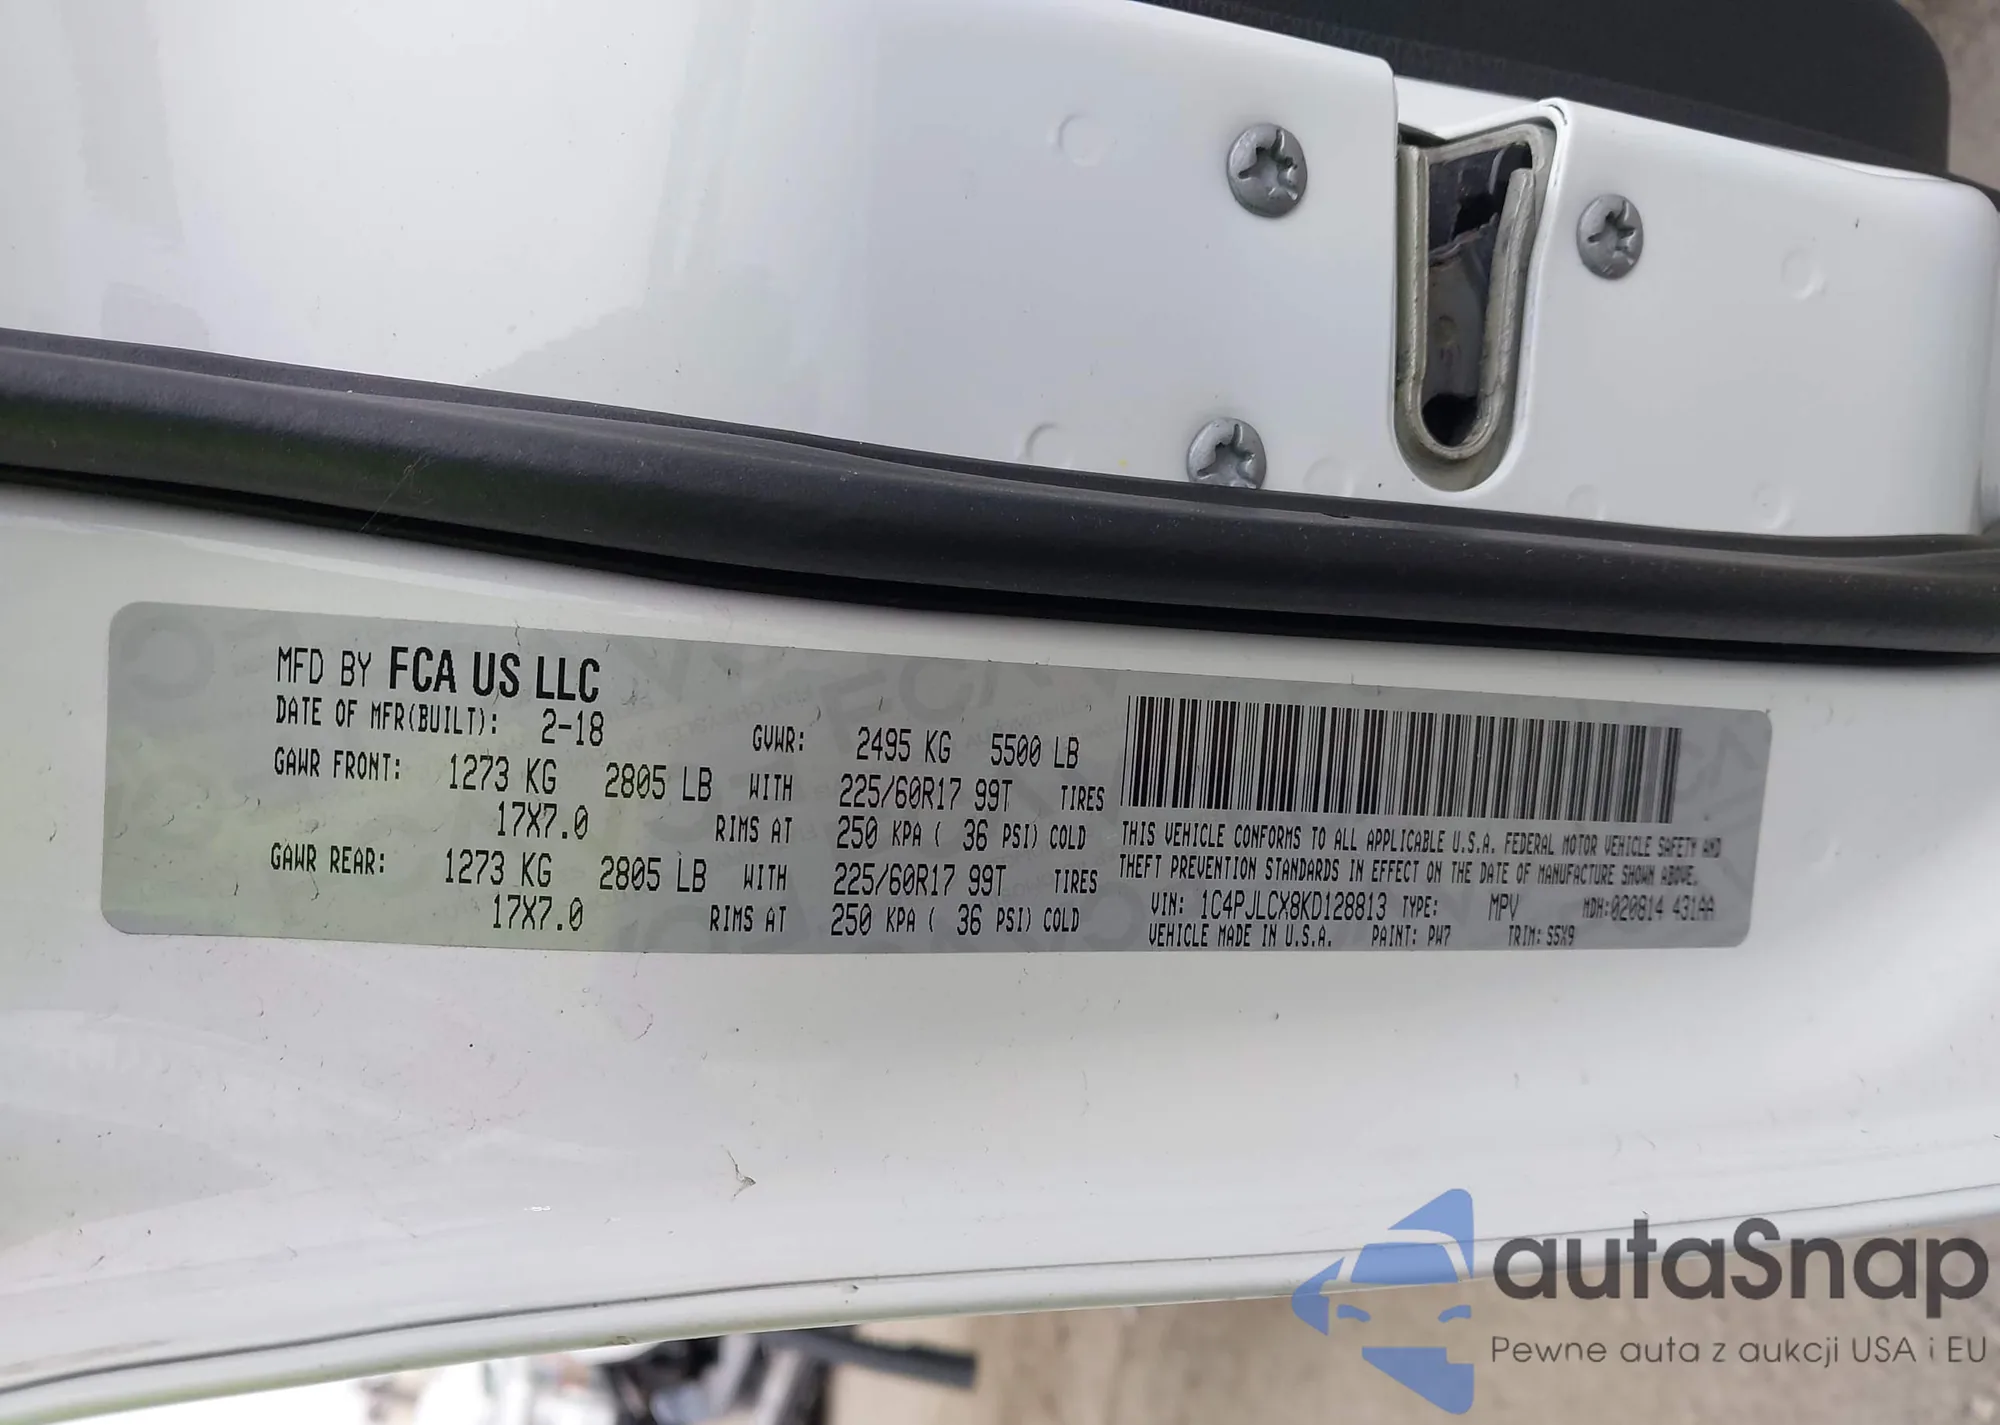 MFD BY FCA US LLC
DATE OF MFR(BUILT): 2-18 GVWR: 2495 KG 5500 LB
GAWR FRONT: 1273 KG 2805 LB WITH 225/60R17 99T TIRES
17X7.0 RIMS AT 250 KPA ( 36 PSI) COLD
GAWR REAR: 1273 KG 2805 LB WITH 225/60R17 99T TIRES
17X7.0 RIMS AT 250 KPA ( 36 PSI) COLD
THIS VEHICLE CONFORMS TO ALL APPLICABLE U.S.A. FEDERAL MOTOR VEHICLE SAFETY AND
THEFT PREVENTION STANDARDS IN EFFECT ON THE DATE OF MANUFACTURE SHOWN ABOVE.
VIN: 1C4PJLCX8KD128813 TYPE: MPV MDH:020814 431AA
VEHICLE MADE IN U.S.A. PAINT: PW7 TRIM: S5X9
autaSnap
Pewne auta z aukcji USA i EU